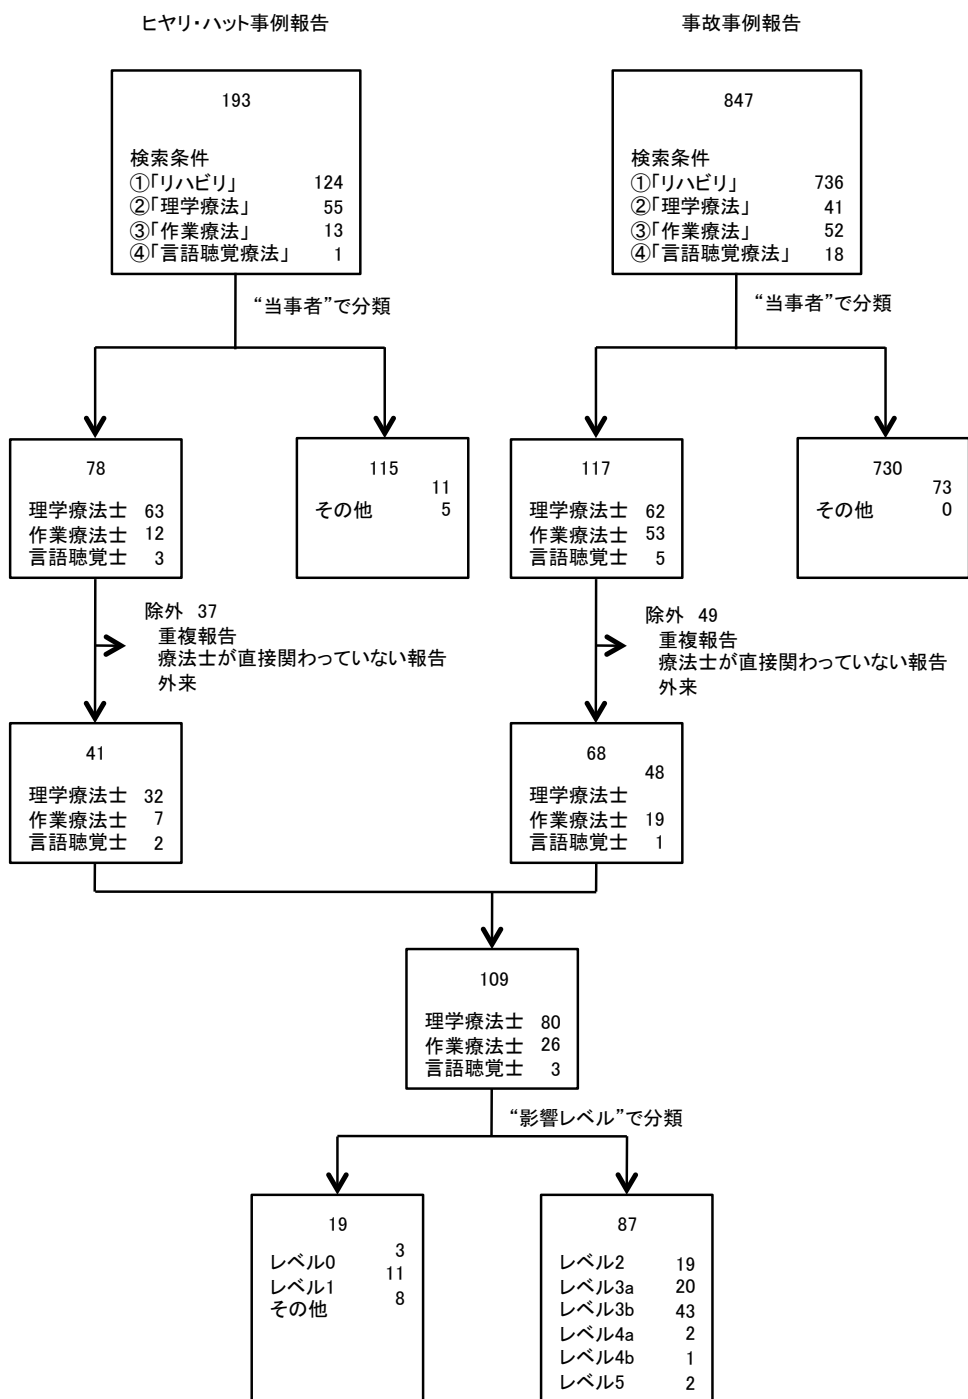 ヒヤリ・ハット事例報告
事故事例報告
193
検索条件
①「リハビリ」 124
②「理学療法」 55
③「作業療法」 13
④「言語聴覚療法」 1
847
検索条件
①「リハビリ」 736
②「理学療法」 41
③「作業療法」 52
④「言語聴覚療法」 18
“当事者”で分類
“当事者”で分類
78
理学療法士 63
作業療法士 12
言語聴覚士 3
115
11
その他 5
117
理学療法士 62
作業療法士 53
言語聴覚士 5
730
73
その他 0
除外 37
重複報告
療法士が直接関わっていない報告
外来
除外 49
重複報告
療法士が直接関わっていない報告
外来
41
理学療法士 32
作業療法士 7
言語聴覚士 2
68
48
理学療法士
作業療法士 19
言語聴覚士 1
109
理学療法士 80
作業療法士 26
言語聴覚士 3
“影響レベル”で分類
19
レベル0 3
レベル1 11
その他 8
87
レベル2 19
レベル3a 20
レベル3b 43
レベル4a 2
レベル4b 1
レベル5 2